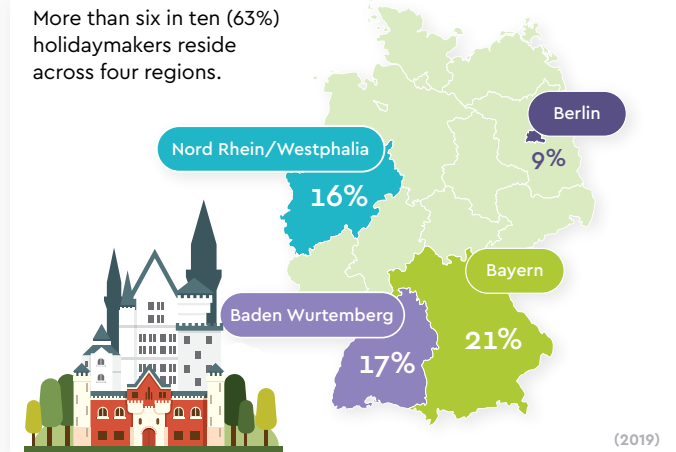 More than six in ten (63%)
holidaymakers reside
across four regions.
Berlin
9%
Nord Rhein/Westphalia
16%
Bayern
21%
Baden Wurtemberg
17%
(2019)